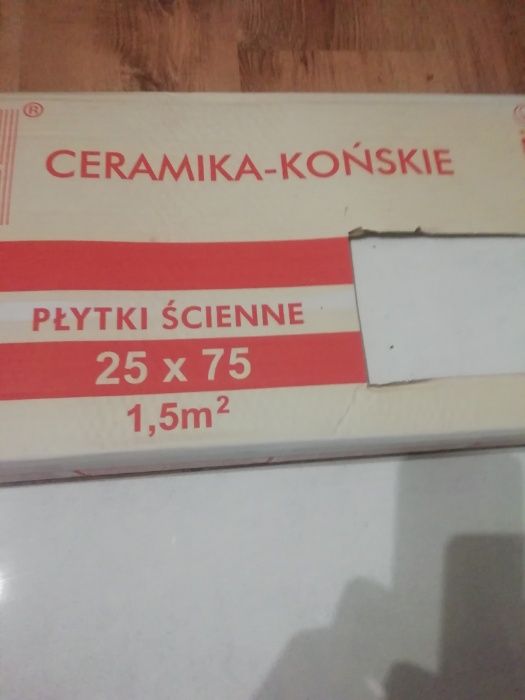 ®
CERAMIKA-KOŃSKIE
PŁYTKI ŚCIENNE
25 x 75
1,5m²